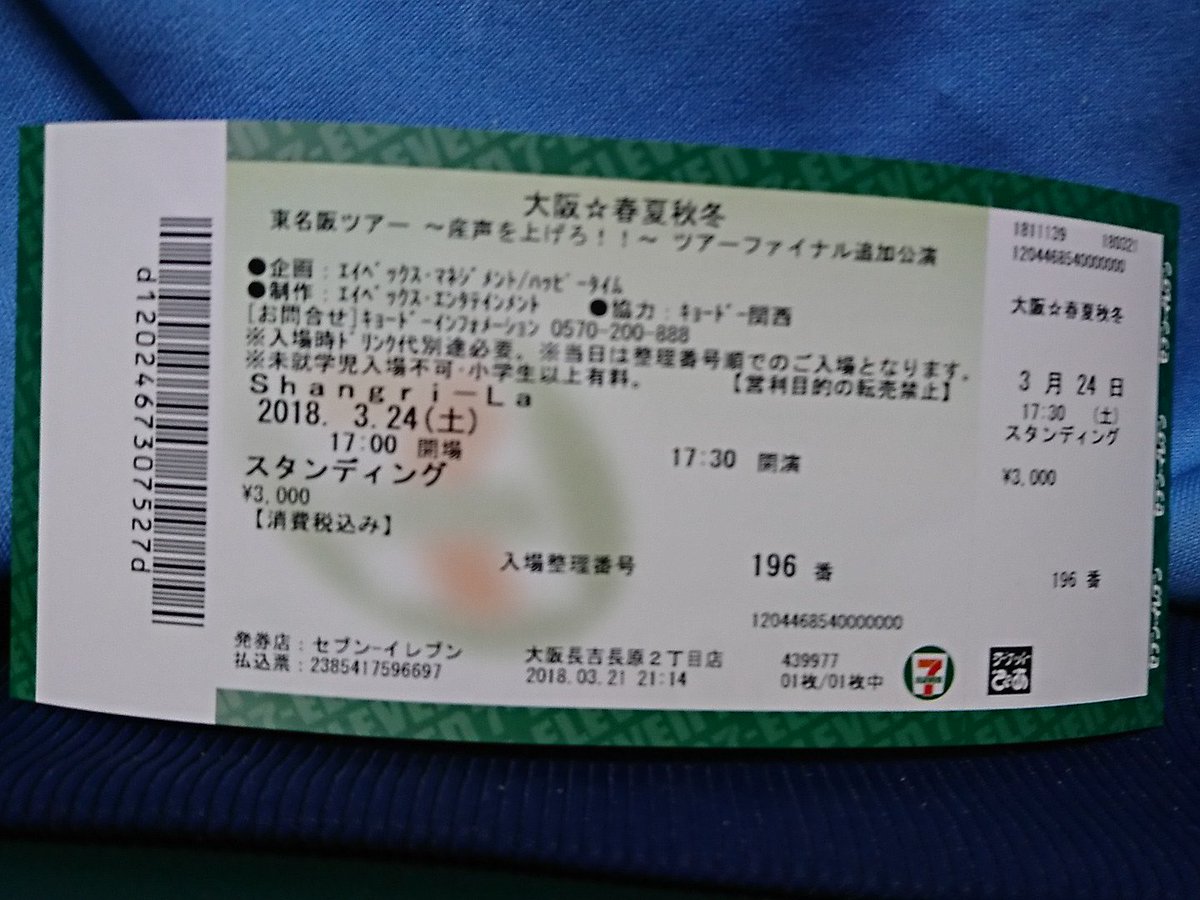 大阪☆春夏秋冬
東名阪ツアー ～産声を上げろ！！～ ツアーファイナル追加公演
●企画：ｴｲﾍﾞｯｸｽ･ﾏﾈｼﾞﾒﾝﾄ/ﾊｯﾋﾟｰﾀｲﾑ
●制作：ｴｲﾍﾞｯｸｽ･ｴﾝﾀﾃｲﾝﾒﾝﾄ ●協力：ｷｮｰﾄﾞｰ関西
[お問合せ]ｷｮｰﾄﾞｰｲﾝﾌｫﾒｰｼｮﾝ 0570-200-888
※入場時ﾄﾞﾘﾝｸ代別途必要。※当日は整理番号順でのご入場となります。
※未就学児入場不可･小学生以上有料。 【営利目的の転売禁止】
Ｓｈａｎｇｒｉ－Ｌａ
2018. 3.24(土)
17:00 開場 17:30 開演
スタンディング
¥3,000
【消費税込み】
入場整理番号 196 番
1204468540000000
発券店：セブン-イレブン 大阪長吉長原２丁目店 439977
払込票：2385417596697 2018.03.21 21:14 01枚/01枚中
7
ELEVEN
チケット
ぴあ
1811139 180321
1204468540000000
大阪☆春夏秋冬
3 月 24 日
17:30 (土)
スタンディング
¥3,000
196 番
d1202467307527d
7-ELEVEN